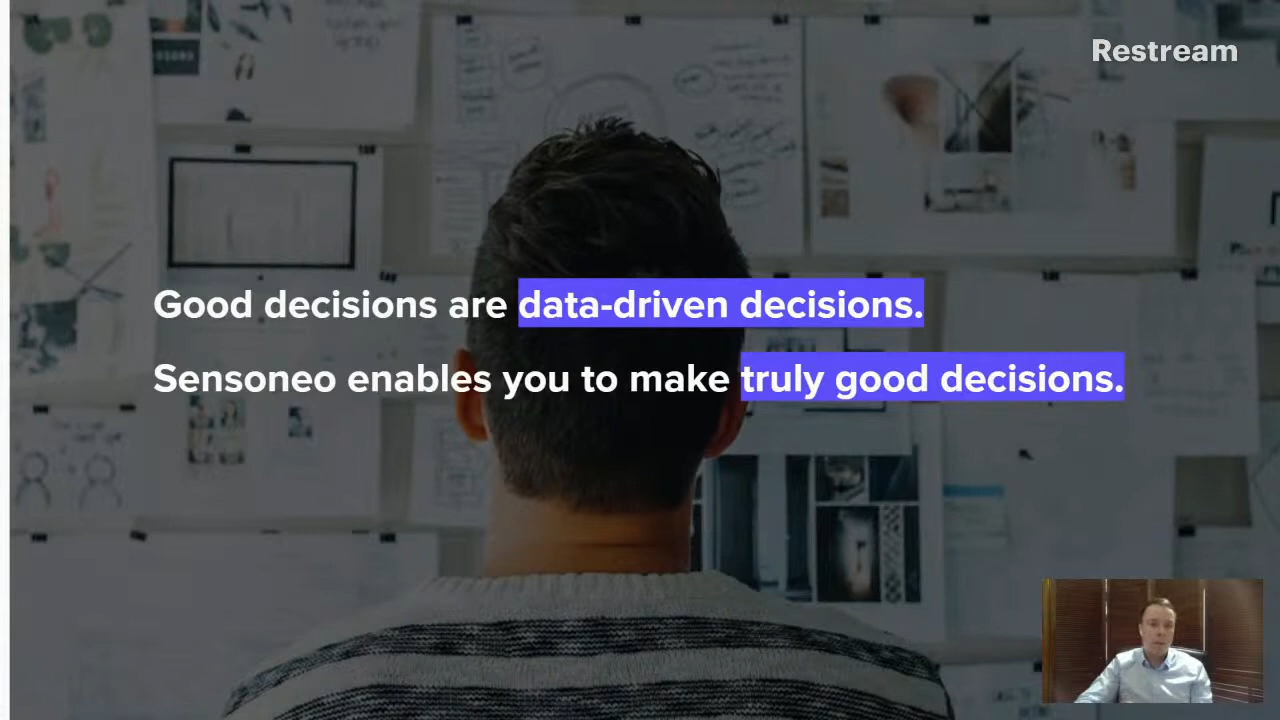 Restream
Good decisions are data-driven decisions.
Sensoneo enables you to make truly good decisions.